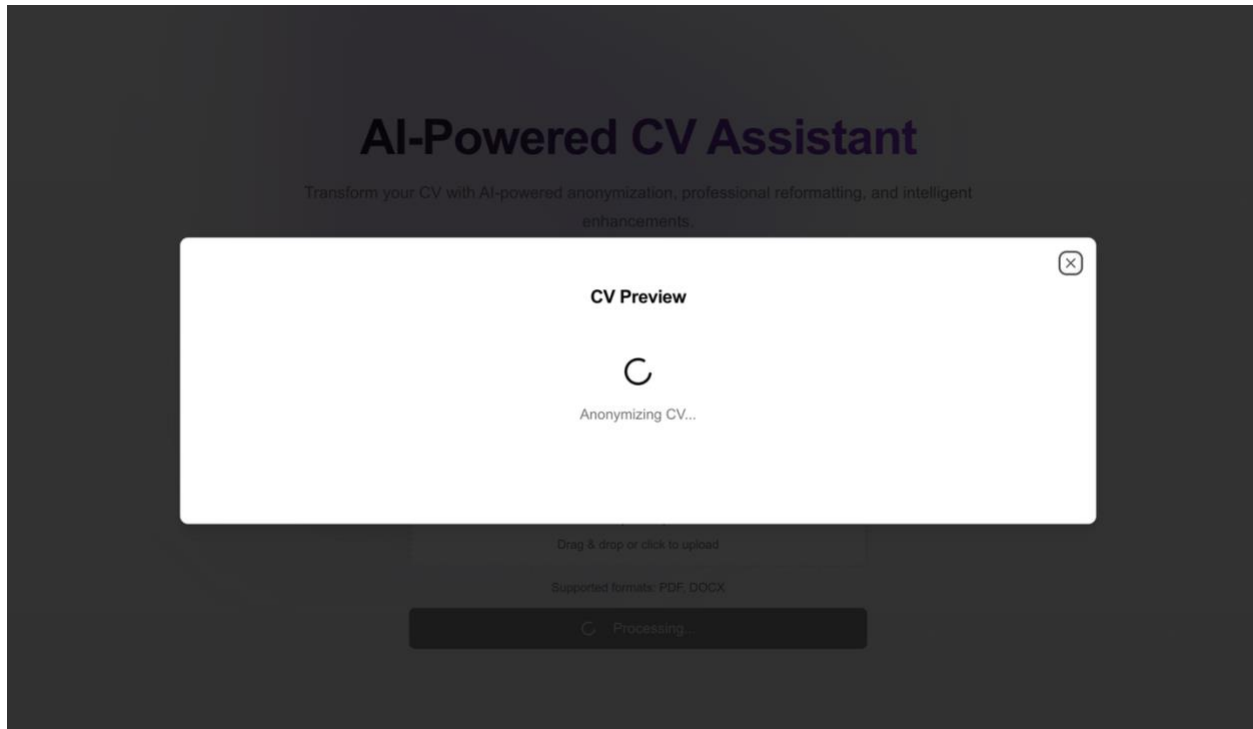 AI-Powered CV Assistant
Transform your CV with AI-powered anonymization, professional reformatting, and intelligent
enhancements.
CV Preview
Anonymizing CV...
Drag & drop or click to upload
Supported formats: PDF, DOCX
Processing...